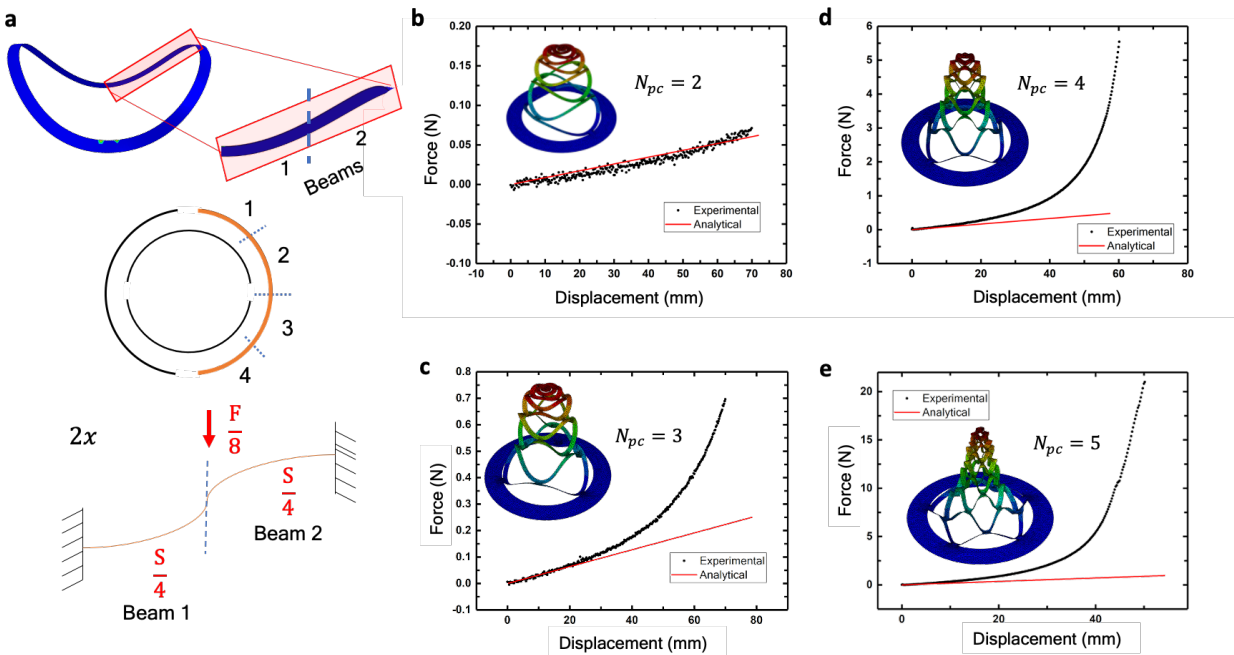 a
1
2
Beams
1
2
3
4
2x
F/8
S/4
Beam 2
S/4
Beam 1
b
0.20
0.15
0.10
0.05
0.00
-0.05
-0.10
Force (N)
N_pc = 2
Experimental
Analytical
-10 0 10 20 30 40 50 60 70 80
Displacement (mm)
c
0.8
0.7
0.6
0.5
0.4
0.3
0.2
0.1
0.0
-0.1
Force (N)
N_pc = 3
Experimental
Analytical
0 20 40 60 80
Displacement (mm)
d
6
5
4
3
2
1
0
1
Force (N)
N_pc = 4
Experimental
Analytical
0 20 40 60 80
Displacement (mm)
e
20
15
10
5
0
Force (N)
Experimental
Analytical
N_pc = 5
0 20 40
Displacement (mm)